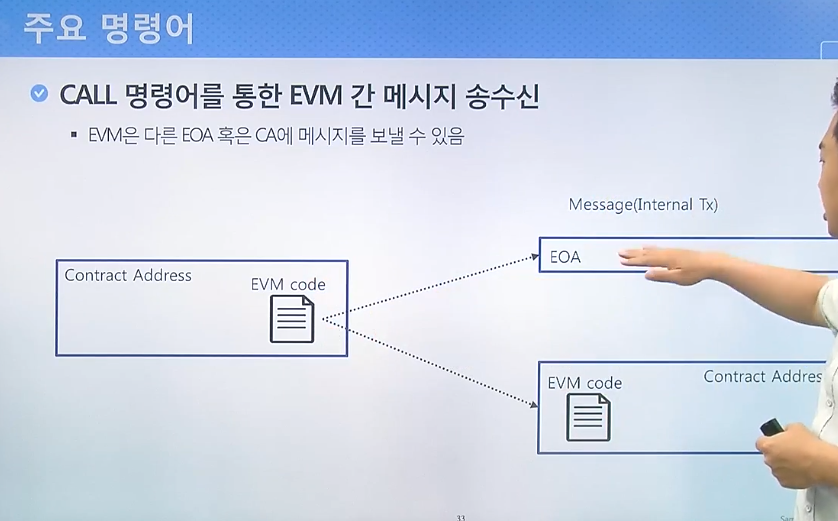 주요 명령어
CALL 명령어를 통한 EVM 간 메시지 송수신
EVM은 다른 EOA 혹은 CA에 메시지를 보낼 수 있음
Message(Internal Tx)
EOA
Contract Address
EVM code
EVM code
Contract Addres
33